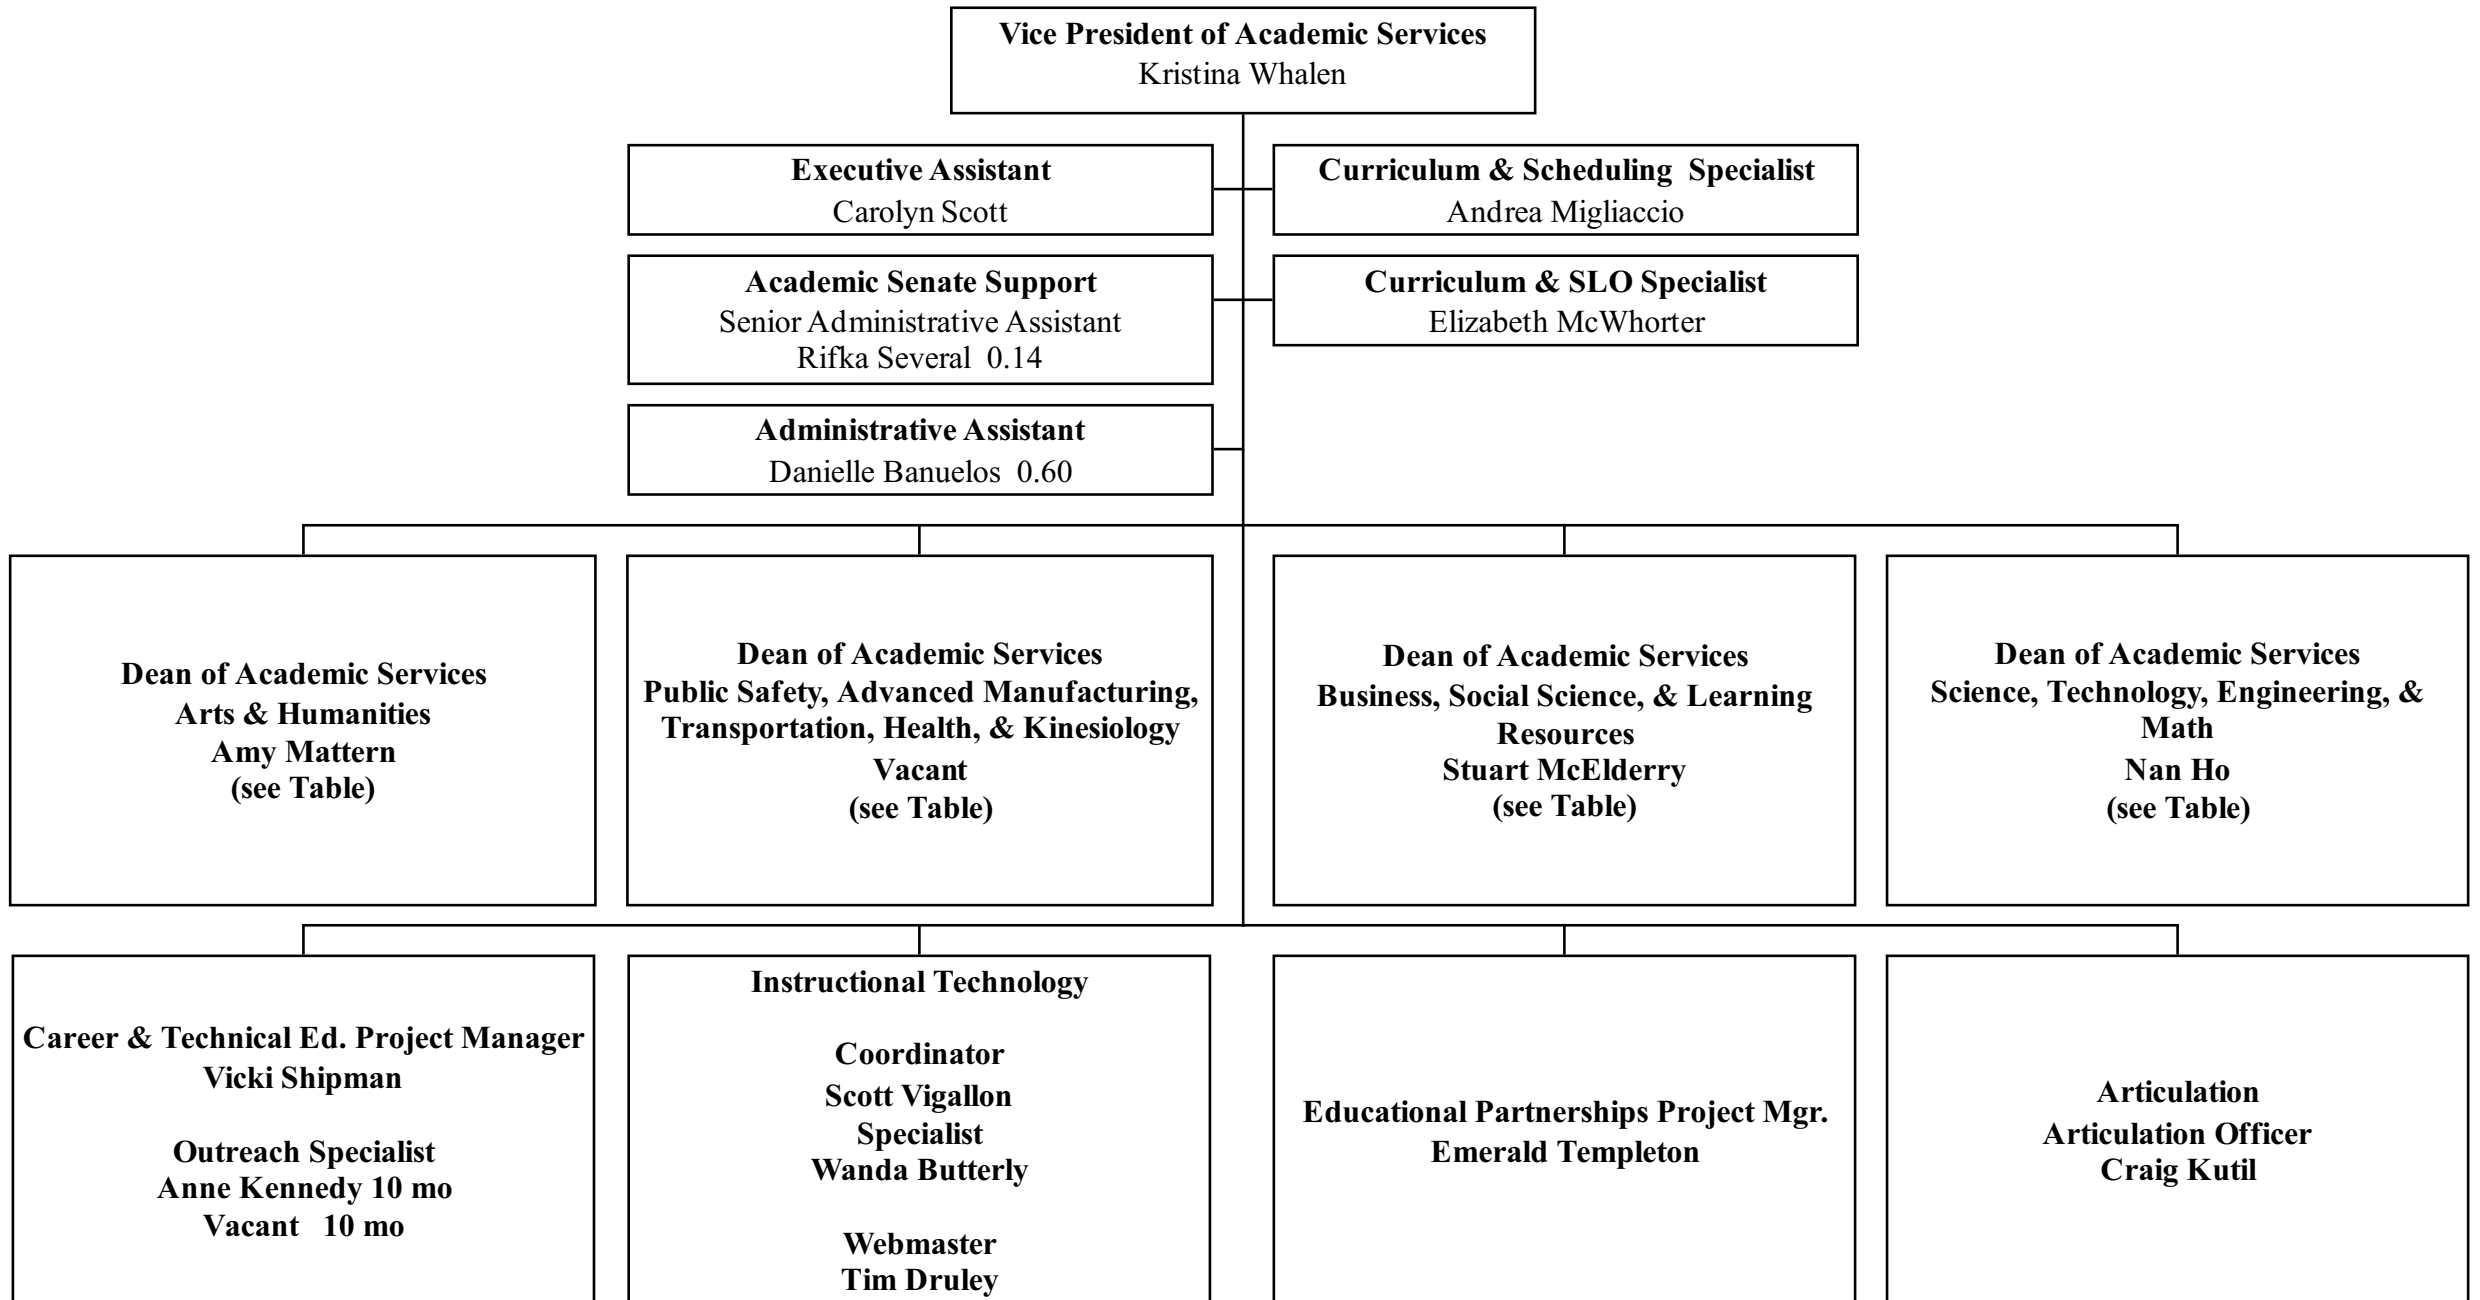 Vice President of Academic Services
Kristina Whalen
Executive Assistant
Carolyn Scott
Curriculum & Scheduling  Specialist
Andrea Migliaccio
Academic Senate Support
Senior Administrative Assistant
Rifka Several  0.14
Curriculum & SLO Specialist
Elizabeth McWhorter
Administrative Assistant
Danielle Banuelos  0.60
Dean of Academic Services
Arts & Humanities
Amy Mattern
(see Table)
Dean of Academic Services
Public Safety, Advanced Manufacturing,
Transportation, Health, & Kinesiology
Vacant
(see Table)
Dean of Academic Services
Business, Social Science, & Learning
Resources
Stuart McElderry
(see Table)
Dean of Academic Services
Science, Technology, Engineering, &
Math
Nan Ho
(see Table)
Career & Technical Ed. Project Manager
Vicki Shipman
Outreach Specialist
Anne Kennedy 10 mo
Vacant   10 mo
Instructional Technology
Coordinator
Scott Vigallon
Specialist
Wanda Butterly
Webmaster
Tim Druley
Educational Partnerships Project Mgr.
Emerald Templeton
Articulation
Articulation Officer
Craig Kutil